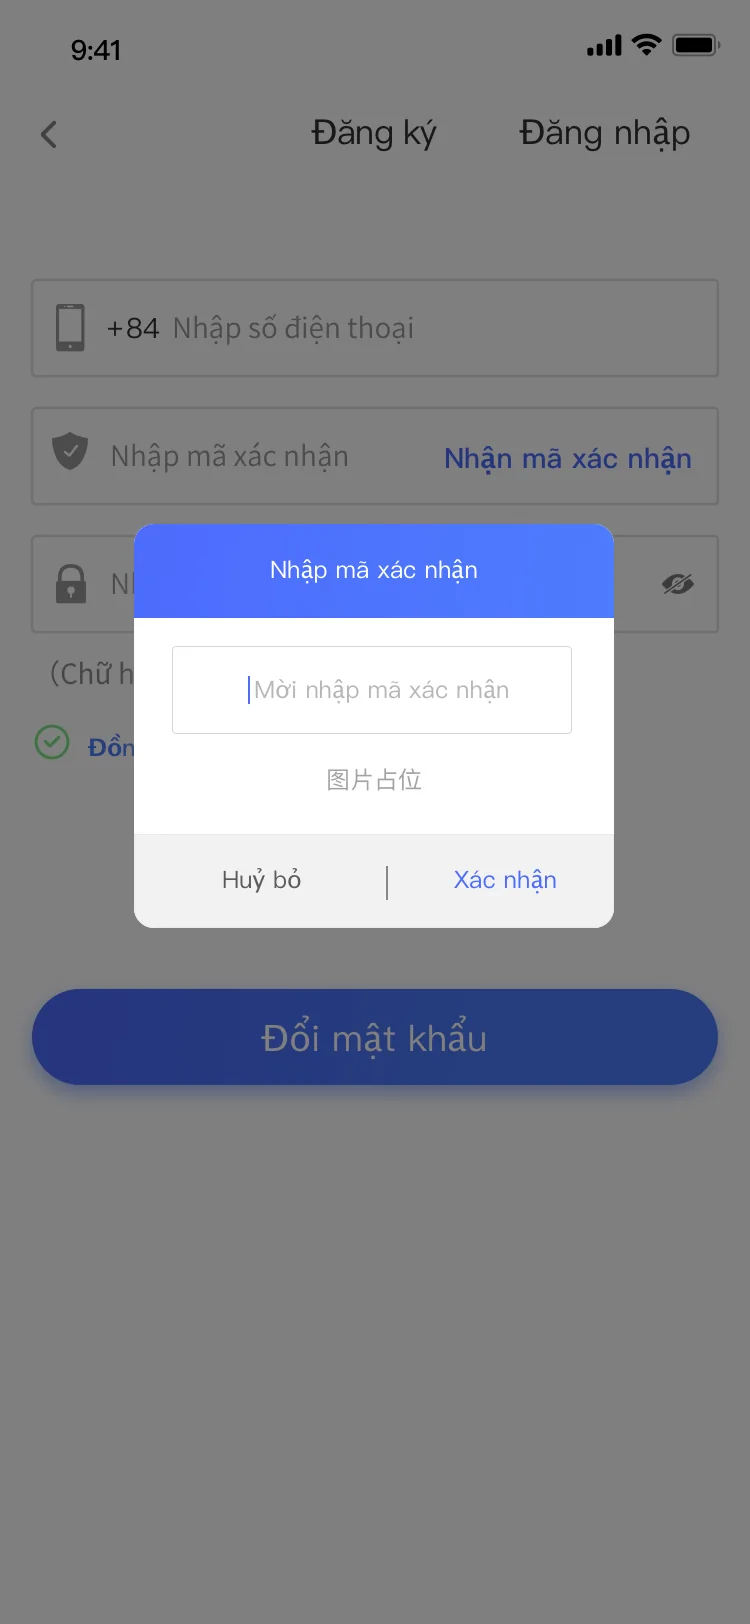 9:41
Đăng ký Đăng nhập
+84 Nhập số điện thoại
Nhập mã xác nhận Nhận mã xác nhận
Nhập mã xác nhận
Mời nhập mã xác nhận
(Chữ
图片占位
Huỷ bỏ | Xác nhận
Đổi mật khẩu